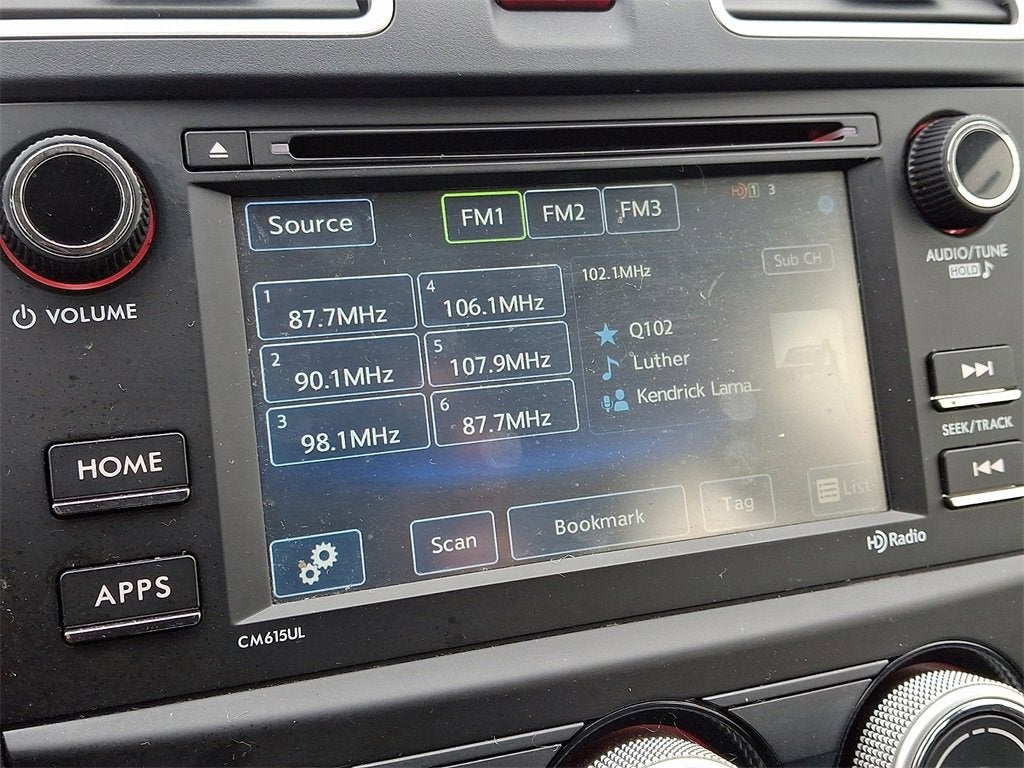 VOLUME
HOME
APPS
CM615UL
Source
FM1 FM2 FM3
HD 1 3
1 87.7MHz
4 106.1MHz
2 90.1MHz
5 107.9MHz
3 98.1MHz
6 87.7MHz
102.1MHz
Sub CH
Q102
Luther
Kendrick Lama...
Scan
Bookmark
Tag
List
HD Radio
AUDIO/TUNE
HOLD
SEEK/TRACK